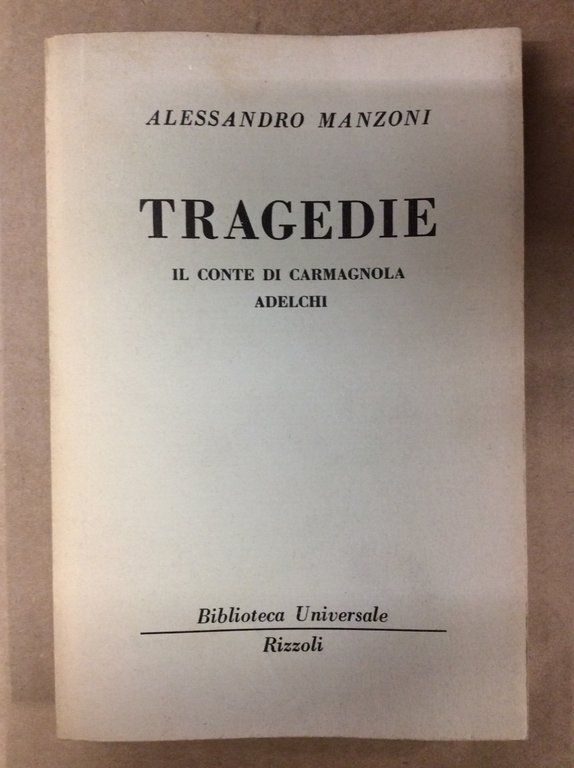 ALESSANDRO MANZONI
TRAGEDIE
IL CONTE DI CARMAGNOLA
ADELCHI
Biblioteca Universale
Rizzoli